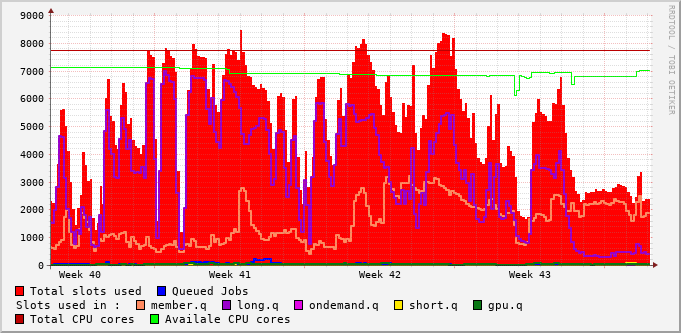 9000
8000
7000
6000
5000
4000
3000
2000
1000
0
Week 40 Week 41 Week 42 Week 43
Total slots used Queued Jobs
Slots used in : member.q long.q ondemand.q short.q gpu.q
Total CPU cores Availale CPU cores
RRDTOOL / TOBI OETIKER